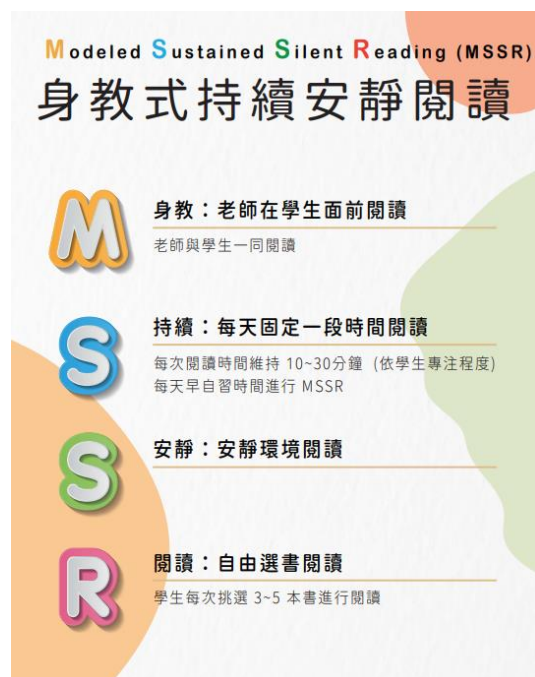 Modeled Sustained Silent Reading (MSSR)
身教式持續安靜閱讀
M
身教：老師在學生面前閱讀
老師與學生一同閱讀
S
持續：每天固定一段時間閱讀
每次閱讀時間維持 10~30分鐘 (依學生專注程度)
每天早自習時間進行 MSSR
S
安靜：安靜環境閱讀
R
閱讀：自由選書閱讀
學生每次挑選 3~5 本書進行閱讀